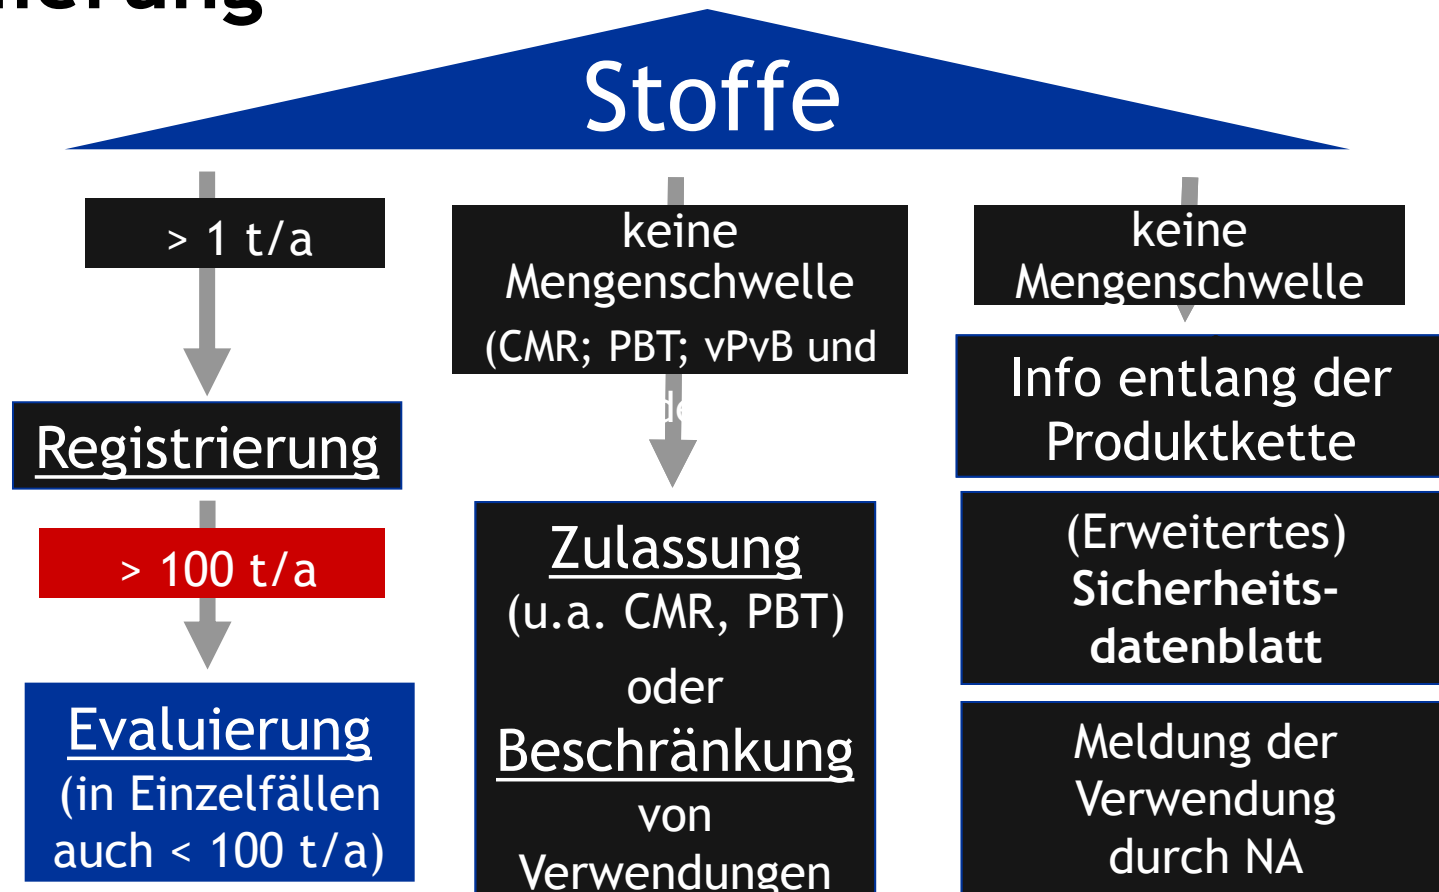 Stoffe
> 1 t/a
Registrierung
> 100 t/a
Evaluierung
(in Einzelfällen
auch < 100 t/a)
keine
Mengenschwelle
(CMR; PBT; vPvB und
Zulassung
(u.a. CMR, PBT)
oder
Beschränkung
von
Verwendungen
keine
Mengenschwelle
Info entlang der
Produktkette
(Erweitertes)
Sicherheits-
datenblatt
Meldung der
Verwendung
durch NA